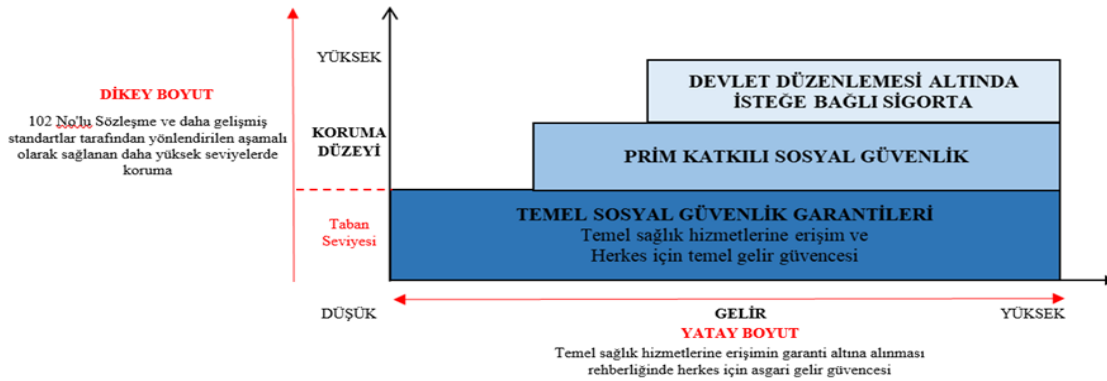 YÜKSEK
DİKEY BOYUT
102 No'lu Sözleşme ve daha gelişmiş
standartlar tarafından yönlendirilen aşamalı
olarak sağlanan daha yüksek seviyelerde
koruma
KORUMA
DÜZEYİ
Taban
Seviyesi
DEVLET DÜZENLEMESİ ALTINDA
İSTEĞE BAĞLI SİGORTA
PRİM KATKILI SOSYAL GÜVENLİK
TEMEL SOSYAL GÜVENLİK GARANTİLERİ
Temel sağlık hizmetlerine erişim ve
Herkes için temel gelir güvencesi
DÜŞÜK
GELİR
YÜKSEK
YATAY BOYUT
Temel sağlık hizmetlerine erişimin garanti altına alınması
rehberliğinde herkes için asgari gelir güvencesi